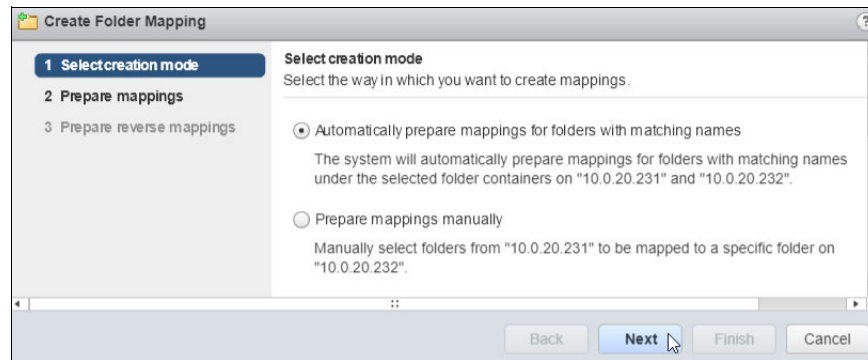 Create Folder Mapping
?
1 Select creation mode
2 Prepare mappings
3 Prepare reverse mappings
Select creation mode
Select the way in which you want to create mappings.
Automatically prepare mappings for folders with matching names
The system will automatically prepare mappings for folders with matching names
under the selected folder containers on "10.0.20.231" and "10.0.20.232".
Prepare mappings manually
Manually select folders from "10.0.20.231" to be mapped to a specific folder on
"10.0.20.232".
Back
Next
Finish
Cancel